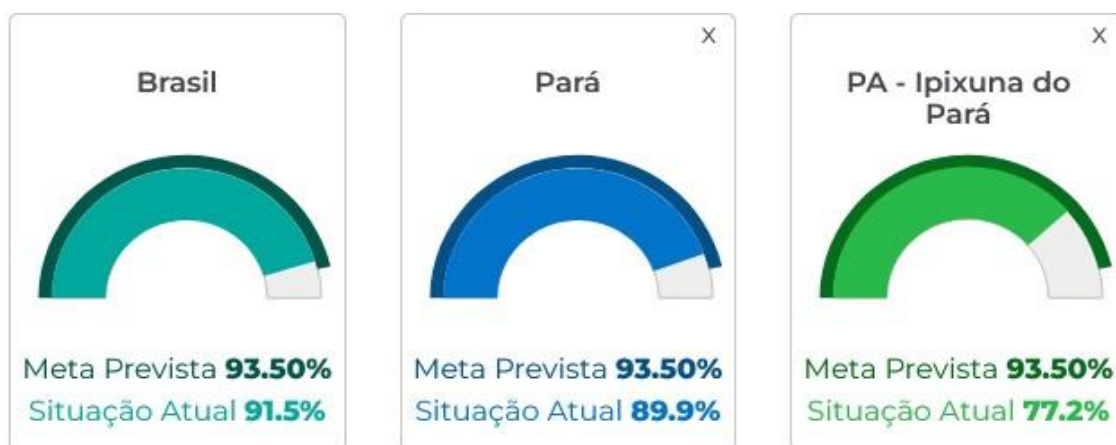 Brasil
Meta Prevista 93.50%
Situação Atual 91.5%
X
Pará
Meta Prevista 93.50%
Situação Atual 89.9%
X
PA - Ipixuna do
Pará
Meta Prevista 93.50%
Situação Atual 77.2%